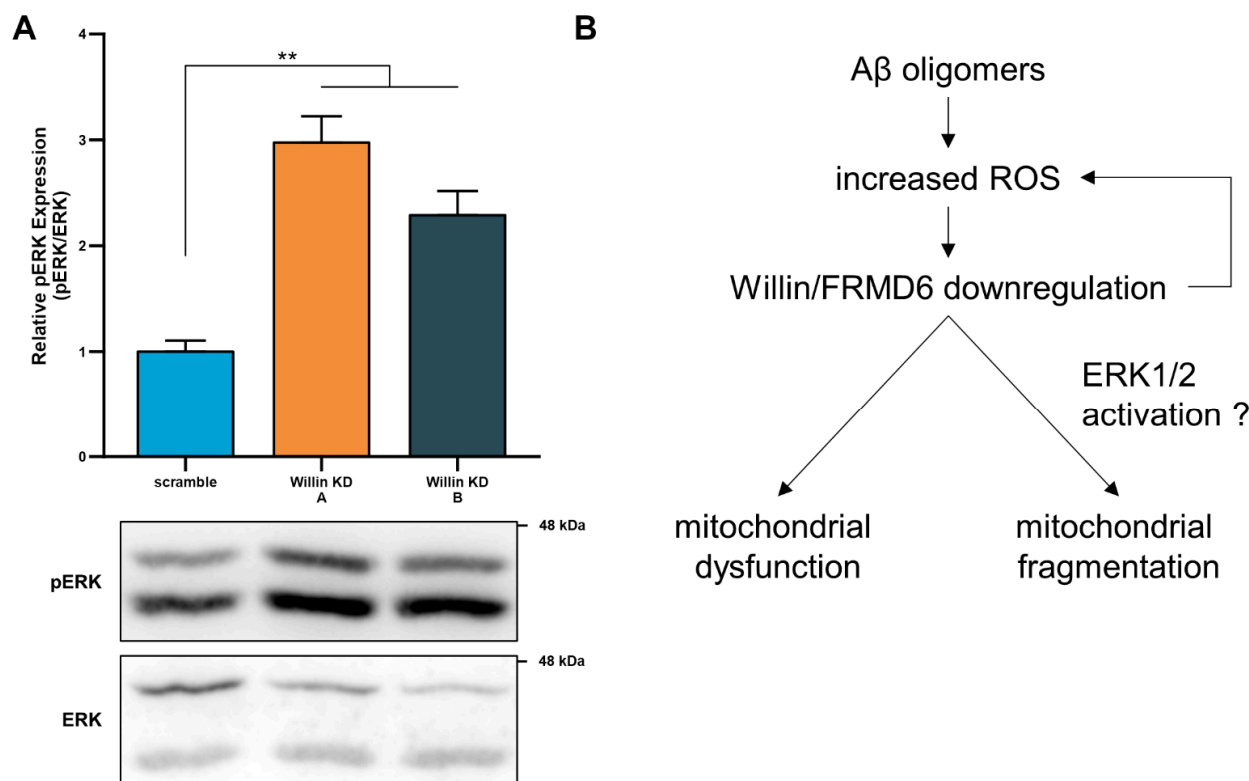 A
Relative pERK Expression
(pERK/ERK)
4
3
2
1
0
**
scramble
Willin KD
A
Willin KD
B
48 kDa
pERK
48 kDa
ERK
B
Aβ oligomers
increased ROS
Willin/FRMD6 downregulation
ERK1/2
activation ?
mitochondrial
dysfunction
mitochondrial
fragmentation